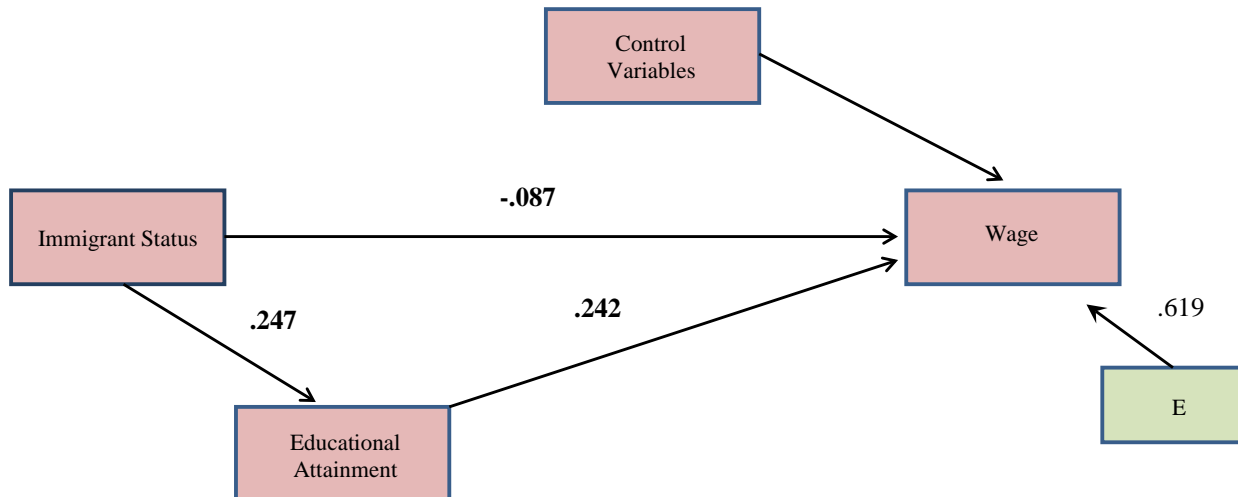 Control
Variables
-.087
Immigrant Status
Wage
.247
.242
.619
E
Educational
Attainment